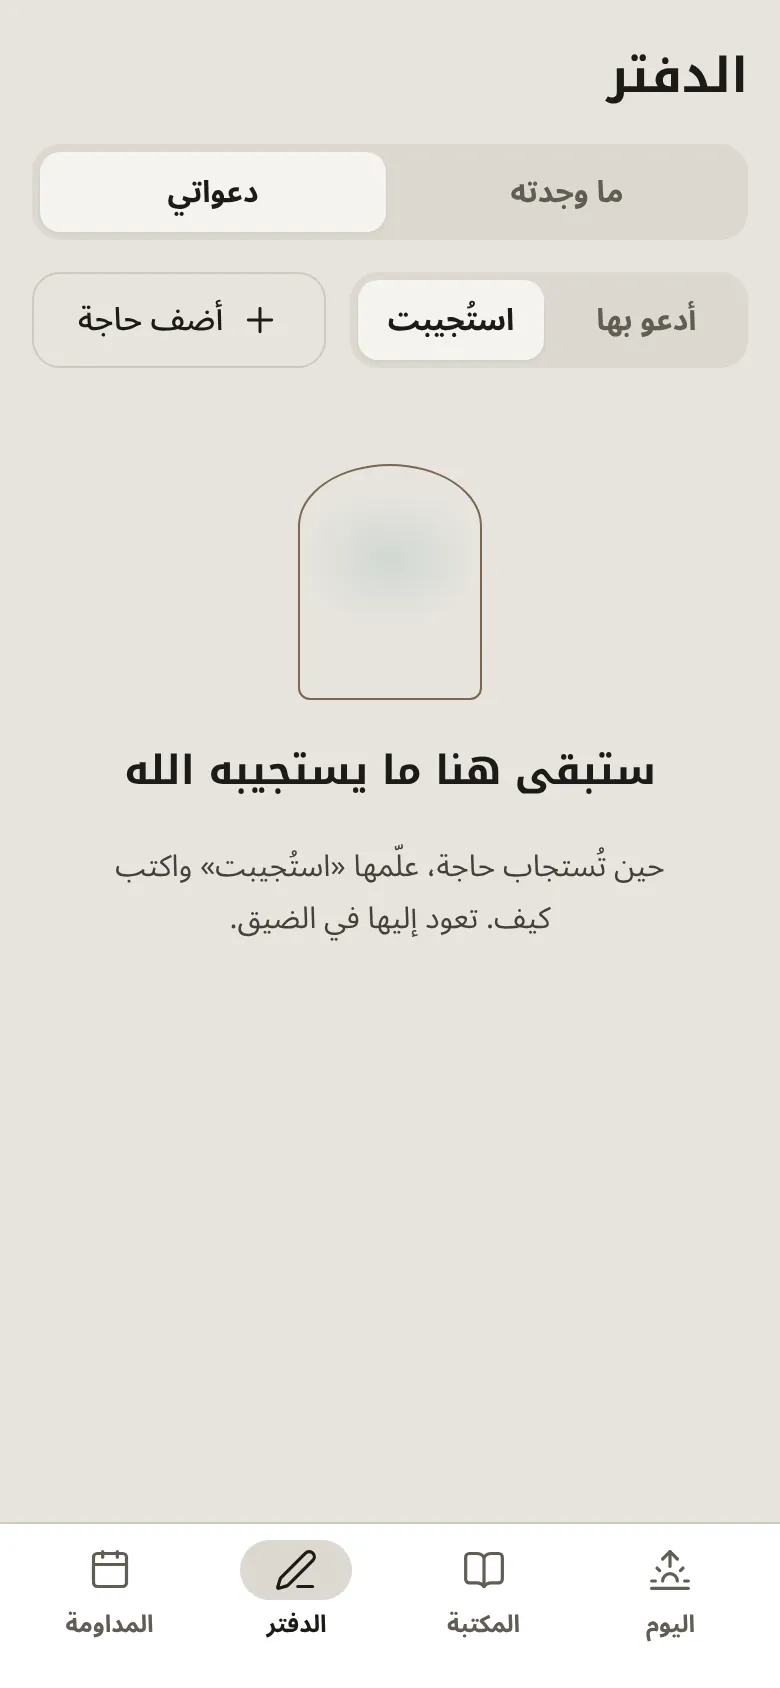 الدفتر
ما وجدته
دعواتي
أدعو بها
استُجيبت
أضف حاجة
ستبقى هنا ما يستجيبه الله
حين تُستجاب حاجة، علّمها «استُجيبت» واكتب
كيف. تعود إليها في الضيق.
اليوم
المكتبة
الدفتر
المداومة